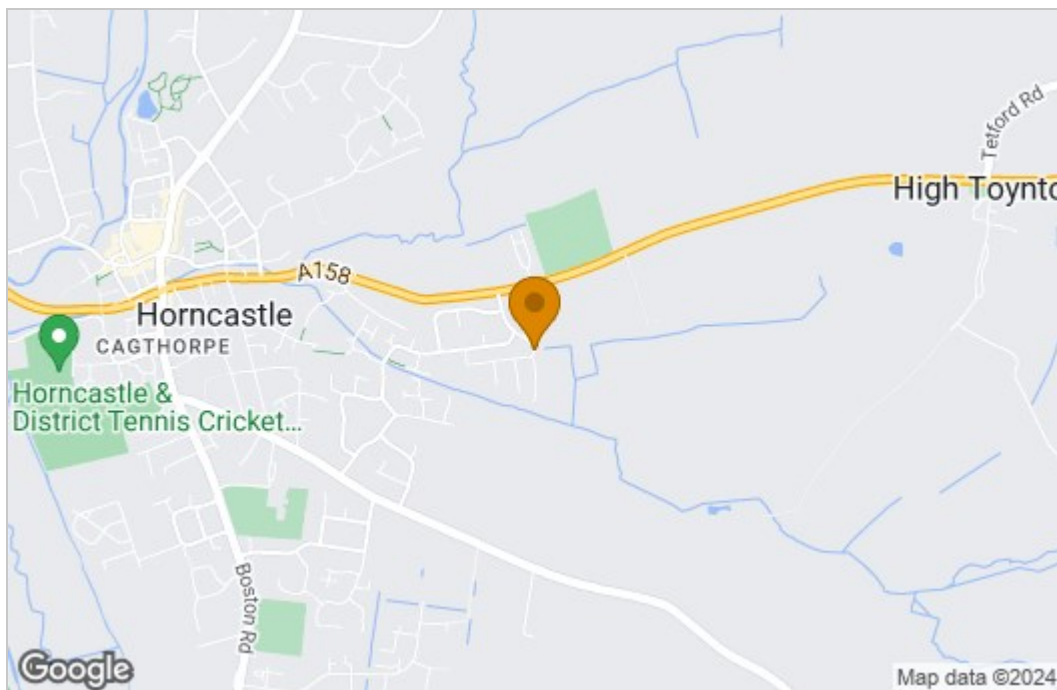 Tetford Rd
High Toynto
A158
Horncastle
CAGTHORPE
Horncastle &
District Tennis Cricket...
Boston Rd
Google
Map data ©2024